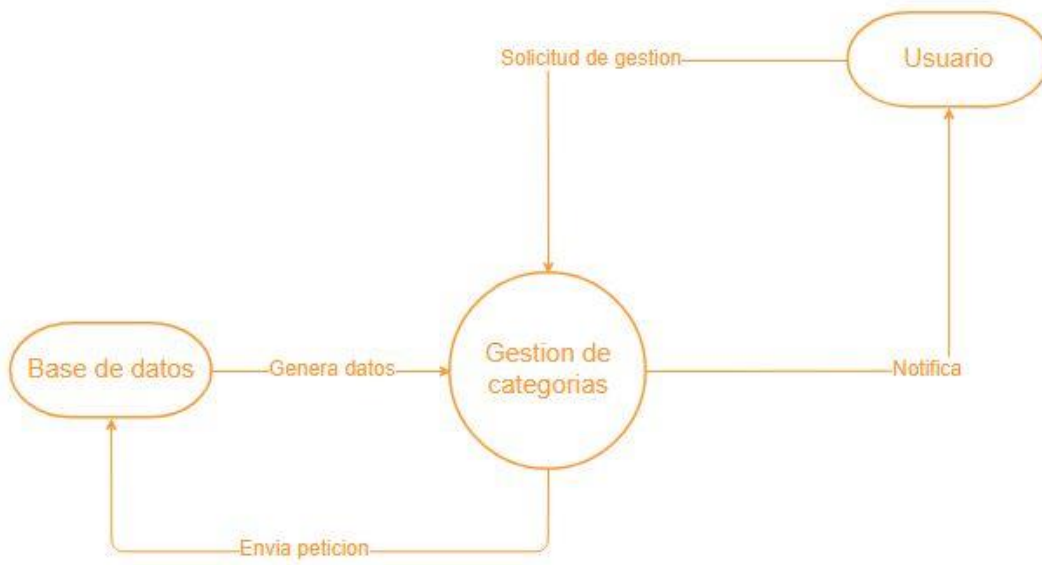 Solicitud de gestion
Usuario
Base de datos
Genera datos
Gestion de
categorias
Notifica
Envia peticion